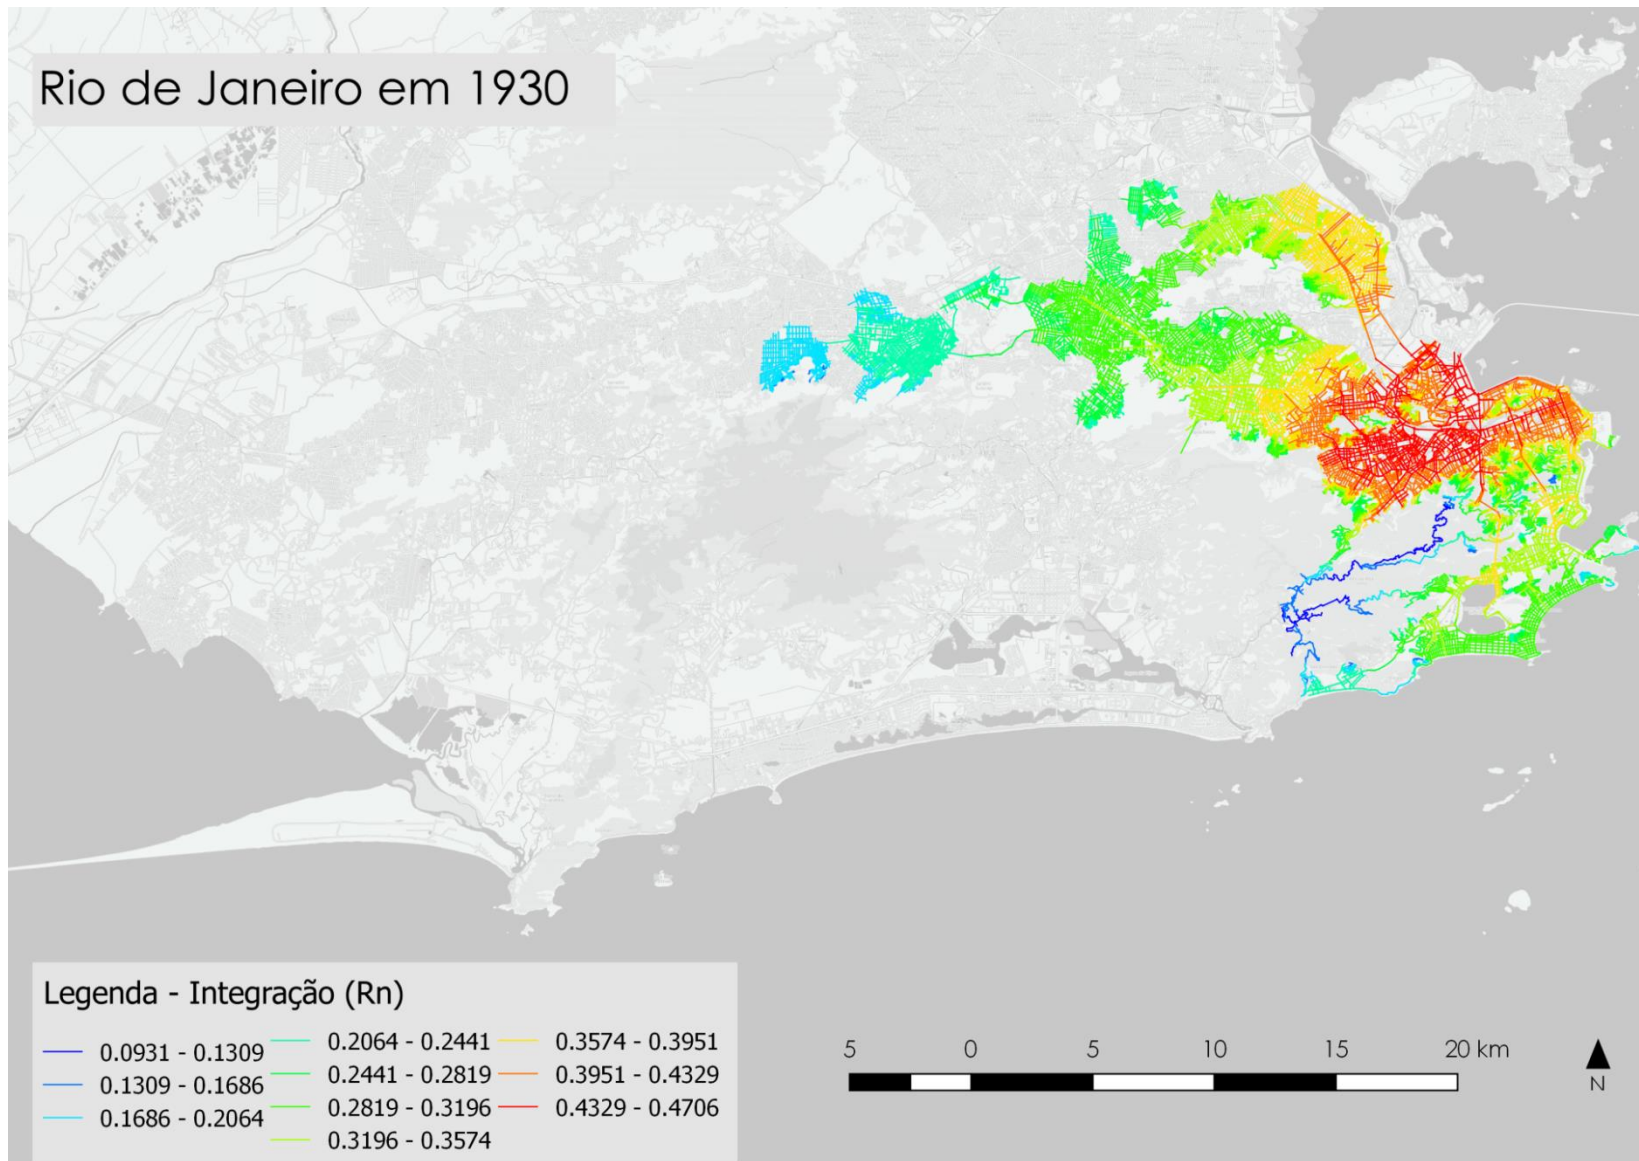 Rio de Janeiro em 1930
Legenda - Integração (Rn)
0.0931 - 0.1309
0.1309 - 0.1686
0.1686 - 0.2064
0.2064 - 0.2441
0.2441 - 0.2819
0.2819 - 0.3196
0.3196 - 0.3574
0.3574 - 0.3951
0.3951 - 0.4329
0.4329 - 0.4706
5 0 5 10 15 20 km
N